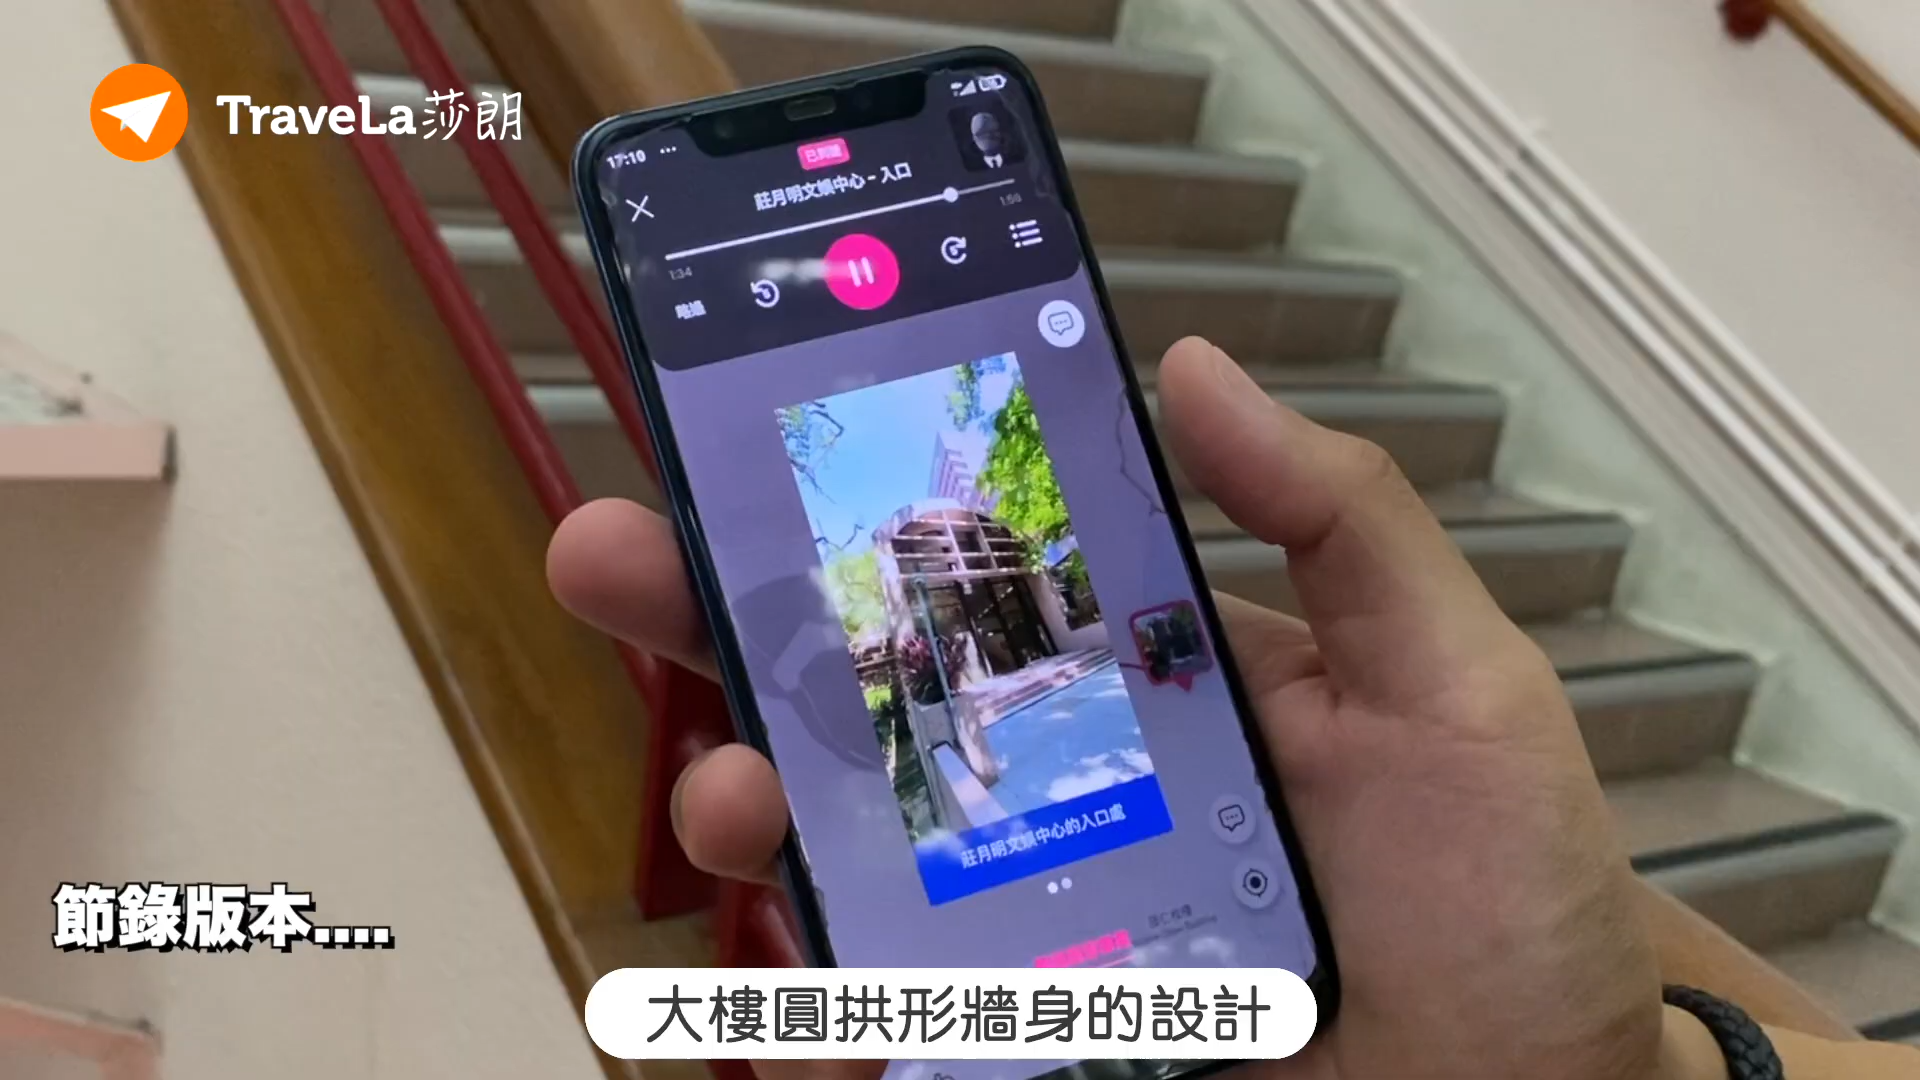 TraveLa莎朗
17:10
莊月明文娛中心 - 入口
1:34
1:50
略過
莊月明文娛中心的入口處
節錄版本....
大樓圓拱形牆身的設計